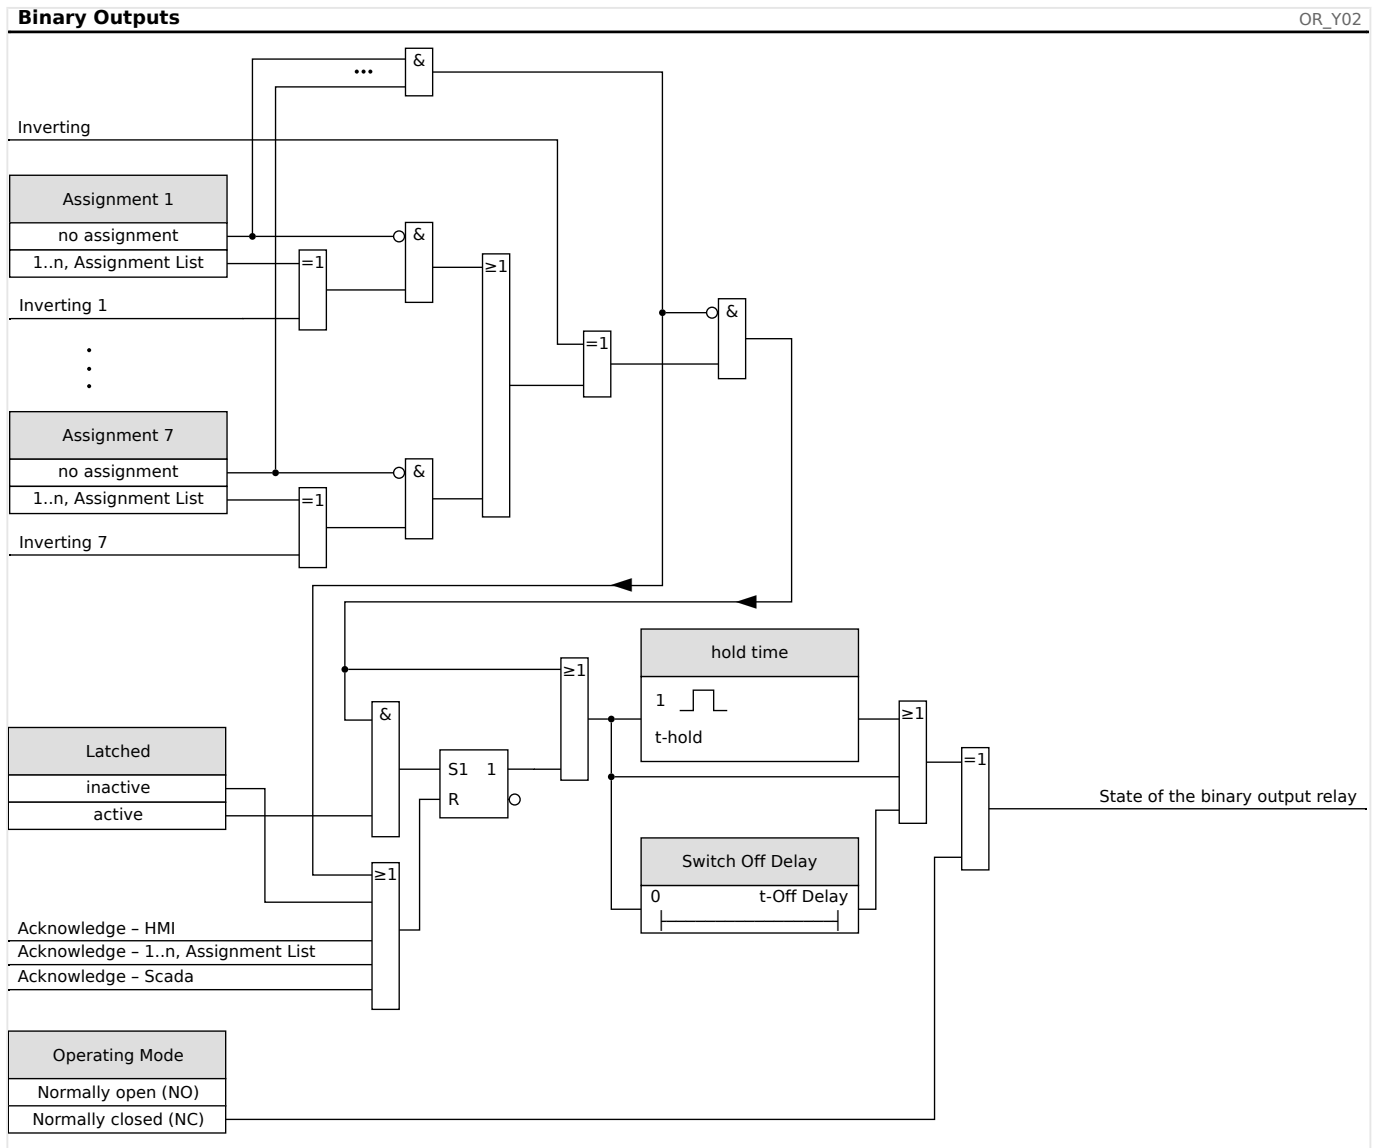 Binary Outputs
OR_Y02
&
•••
Inverting
Assignment 1
no assignment
&
1..n, Assignment List
=1
≥1
Inverting 1
&
=1
Assignment 7
no assignment
&
1..n, Assignment List
=1
Inverting 7
hold time
≥1
1
t-hold
&
≥1
Latched
inactive
active
S1 1
R
=1
State of the binary output relay
Switch Off Delay
0 t-Off Delay
≥1
Acknowledge – HMI
Acknowledge – 1..n, Assignment List
Acknowledge – Scada
Operating Mode
Normally open (NO)
Normally closed (NC)